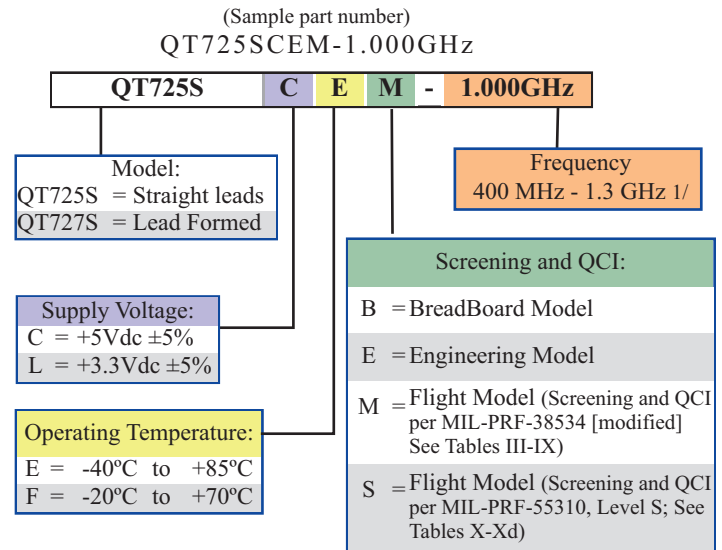 (Sample part number)
QT725SCEM-1.000GHz
QT725S C E M - 1.000GHz
Model:
QT725S = Straight leads
QT727S = Lead Formed
Frequency
400 MHz - 1.3 GHz 1/
Supply Voltage:
C = +5Vdc ±5%
L = +3.3Vdc ±5%
Operating Temperature:
E = -40ºC to +85ºC
F = -20ºC to +70ºC
Screening and QCI:
B = BreadBoard Model
E = Engineering Model
M = Flight Model (Screening and QCI
per MIL-PRF-38534 [modified]
See Tables III-IX)
S = Flight Model (Screening and QCI
per MIL-PRF-55310, Level S; See
Tables X-Xd)